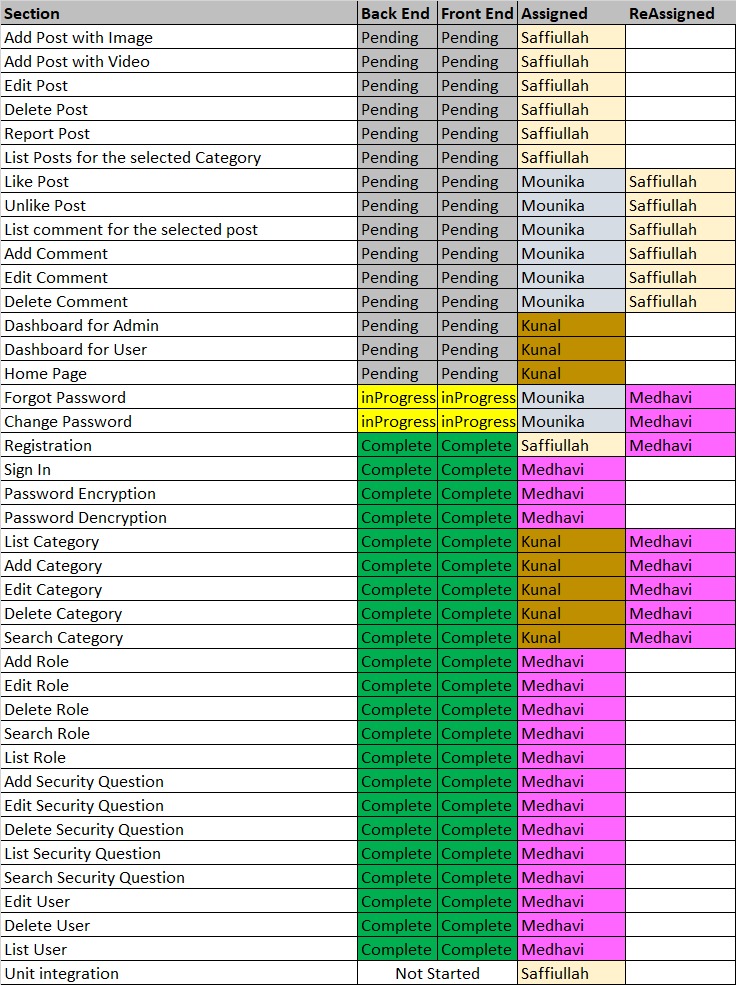 Section Back End Front End Assigned ReAssigned
Add Post with Image Pending Pending Saffiullah
Add Post with Video Pending Pending Saffiullah
Edit Post Pending Pending Saffiullah
Delete Post Pending Pending Saffiullah
Report Post Pending Pending Saffiullah
List Posts for the selected Category Pending Pending Saffiullah
Like Post Pending Pending Mounika Saffiullah
Unlike Post Pending Pending Mounika Saffiullah
List comment for the selected post Pending Pending Mounika Saffiullah
Add Comment Pending Pending Mounika Saffiullah
Edit Comment Pending Pending Mounika Saffiullah
Delete Comment Pending Pending Mounika Saffiullah
Dashboard for Admin Pending Pending Kunal
Dashboard for User Pending Pending Kunal
Home Page Pending Pending Kunal
Forgot Password inProgress inProgress Mounika Medhavi
Change Password inProgress inProgress Mounika Medhavi
Registration Complete Complete Saffiullah Medhavi
Sign In Complete Complete Medhavi
Password Encryption Complete Complete Medhavi
Password Dencryption Complete Complete Medhavi
List Category Complete Complete Kunal Medhavi
Add Category Complete Complete Kunal Medhavi
Edit Category Complete Complete Kunal Medhavi
Delete Category Complete Complete Kunal Medhavi
Search Category Complete Complete Kunal Medhavi
Add Role Complete Complete Medhavi
Edit Role Complete Complete Medhavi
Delete Role Complete Complete Medhavi
Search Role Complete Complete Medhavi
List Role Complete Complete Medhavi
Add Security Question Complete Complete Medhavi
Edit Security Question Complete Complete Medhavi
Delete Security Question Complete Complete Medhavi
List Security Question Complete Complete Medhavi
Search Security Question Complete Complete Medhavi
Edit User Complete Complete Medhavi
Delete User Complete Complete Medhavi
List User Complete Complete Medhavi
Unit integration Not Started Saffiullah